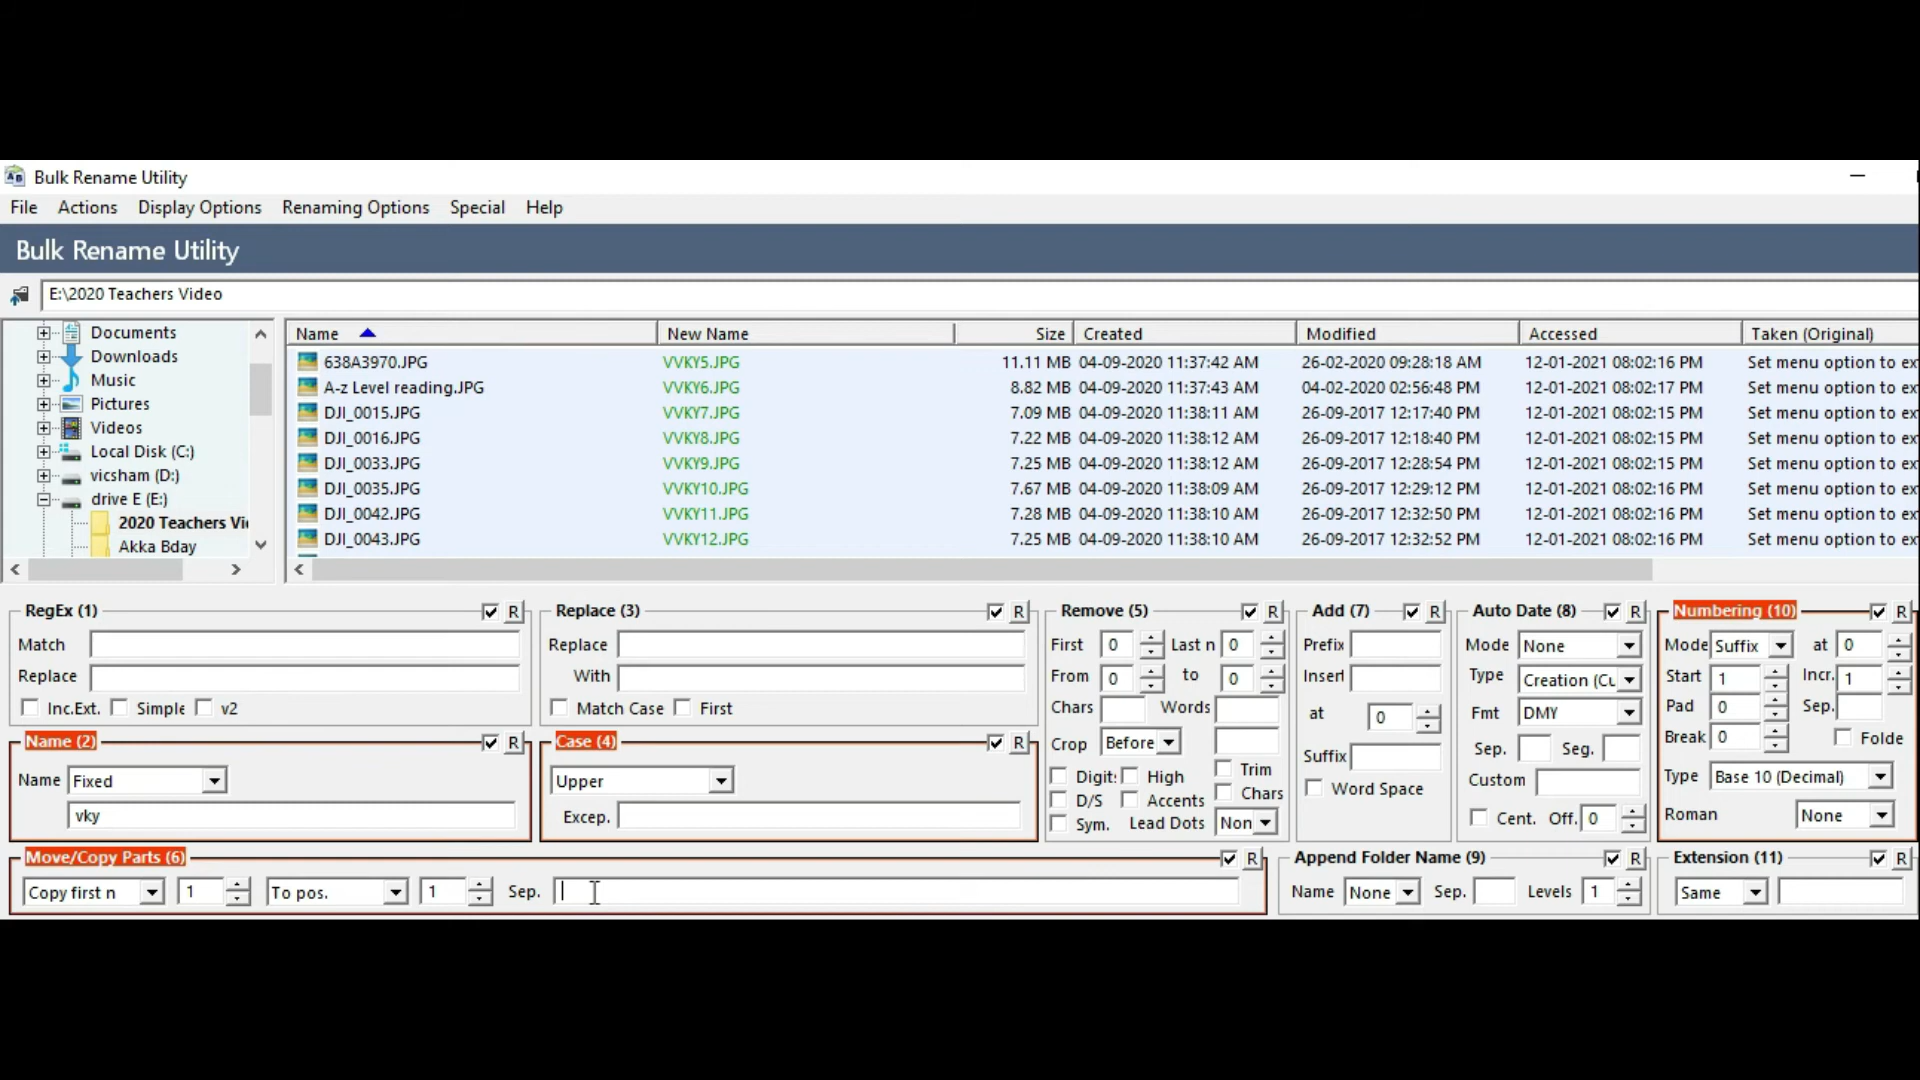 Bulk Rename Utility
File Actions Display Options Renaming Options Special Help
Bulk Rename Utility
E:\2020 Teachers Video
Documents
Downloads
Music
Pictures
Videos
Local Disk (C:)
vicsham (D:)
drive E (E:)
2020 Teachers Vi
Akka Bday
Name New Name Size Created Modified Accessed Taken (Original)
638A3970.JPG VVKY5.JPG 11.11 MB 04-09-2020 11:37:42 AM 26-02-2020 09:28:18 AM 12-01-2021 08:02:16 PM Set menu option to ex
A-z Level reading.JPG VVKY6.JPG 8.82 MB 04-09-2020 11:37:43 AM 04-02-2020 02:56:48 PM 12-01-2021 08:02:17 PM Set menu option to ex
DJI_0015.JPG VVKY7.JPG 7.09 MB 04-09-2020 11:38:11 AM 26-09-2017 12:17:40 PM 12-01-2021 08:02:15 PM Set menu option to ex
DJI_0016.JPG VVKY8.JPG 7.22 MB 04-09-2020 11:38:12 AM 26-09-2017 12:18:40 PM 12-01-2021 08:02:15 PM Set menu option to ex
DJI_0033.JPG VVKY9.JPG 7.25 MB 04-09-2020 11:38:12 AM 26-09-2017 12:28:54 PM 12-01-2021 08:02:15 PM Set menu option to ex
DJI_0035.JPG VVKY10.JPG 7.67 MB 04-09-2020 11:38:09 AM 26-09-2017 12:29:12 PM 12-01-2021 08:02:16 PM Set menu option to ex
DJI_0042.JPG VVKY11.JPG 7.28 MB 04-09-2020 11:38:10 AM 26-09-2017 12:32:50 PM 12-01-2021 08:02:16 PM Set menu option to ex
DJI_0043.JPG VVKY12.JPG 7.25 MB 04-09-2020 11:38:10 AM 26-09-2017 12:32:52 PM 12-01-2021 08:02:16 PM Set menu option to ex
RegEx (1) R
Match
Replace
Inc.Ext. Simple v2
Name (2) R
Name Fixed
vky
Replace (3) R
Replace
With
Match Case First
Case (4) R
Upper
Excep.
Remove (5) R
First 0 Last n 0
From 0 to 0
Chars Words
Crop Before
Digit: High Trim
D/S Accents Chars
Sym. Lead Dots Non
Add (7) R
Prefix
Insert
at 0
Suffix
Word Space
Auto Date (8) R
Mode None
Type Creation (Cu
Fmt DMY
Sep. Seg.
Custom
Cent. Off. 0
Numbering (10) R
Mode Suffix at 0
Start 1 Incr. 1
Pad 0 Sep.
Break 0 Folde
Type Base 10 (Decimal)
Roman None
Move/Copy Parts (6) R
Copy first n 1 To pos. 1 Sep.
Append Folder Name (9) R
Name None Sep. Levels 1
Extension (11) R
Same